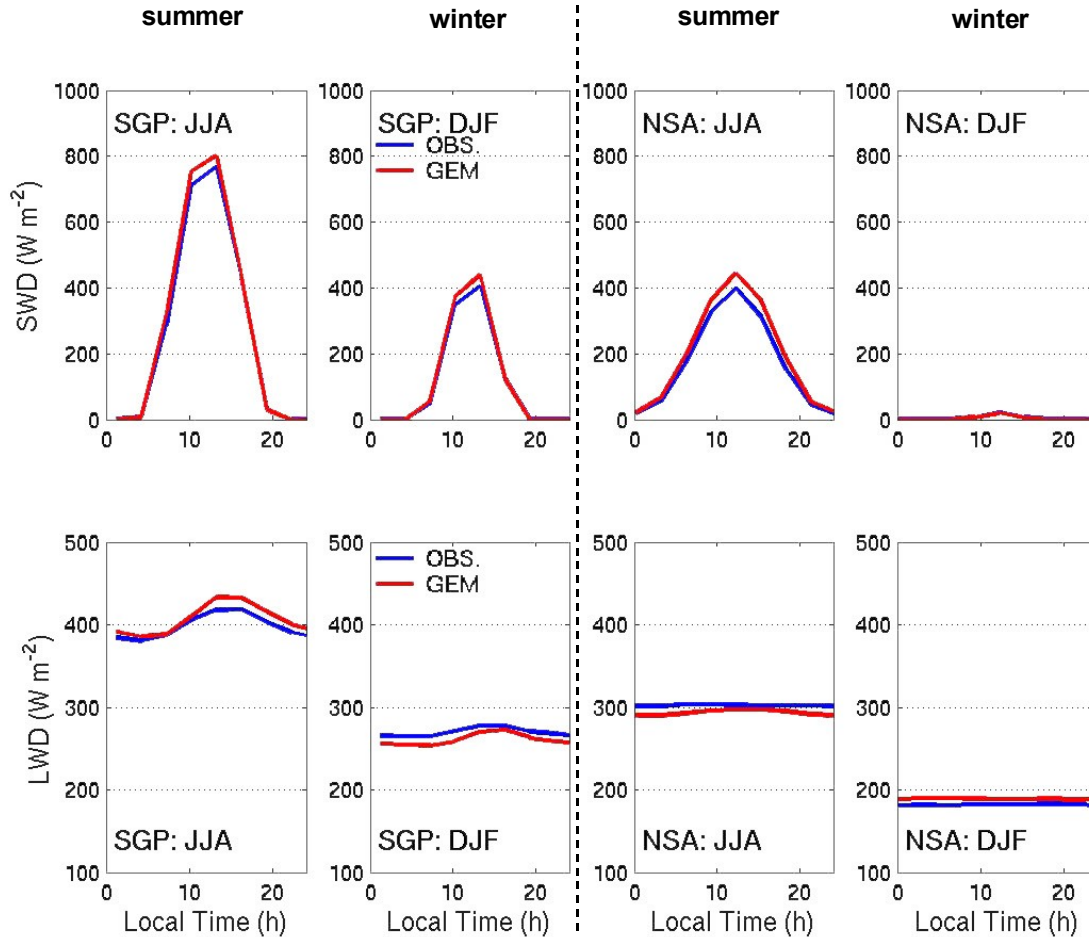 summer winter summer winter
SWD (W m-2)
1000 1000 1000 1000
SGP: JJA SGP: DJF NSA: JJA NSA: DJF
OBS.
GEM
800 800 800 800
600 600 600 600
400 400 400 400
200 200 200 200
0 0 0 0
0 10 20 0 10 20 0 10 20 0 10 20
LWD (W m-2)
500 500 500 500
OBS.
GEM
400 400 400 400
300 300 300 300
200 200 200 200
SGP: JJA SGP: DJF NSA: JJA NSA: DJF
100 100 100 100
0 10 20 0 10 20 0 10 20 0 10 20
Local Time (h) Local Time (h) Local Time (h) Local Time (h)